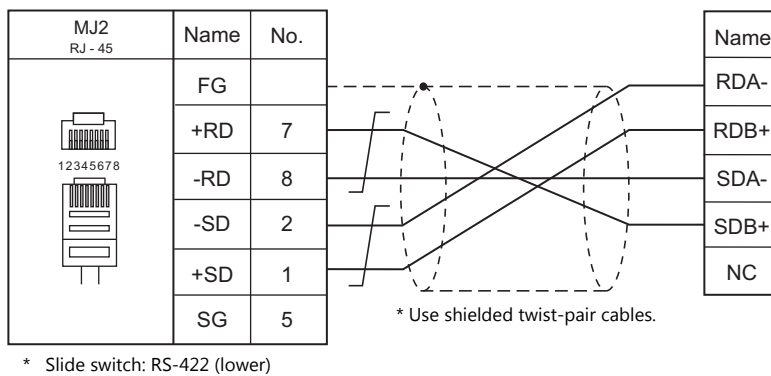 MJ2 Name No. Name
RJ - 45
FG RDA-
+RD 7 RDB+
12345678
-RD 8 SDA-
-SD 2 SDB+
+SD 1 NC
SG 5
* Use shielded twist-pair cables.
* Slide switch: RS-422 (lower)